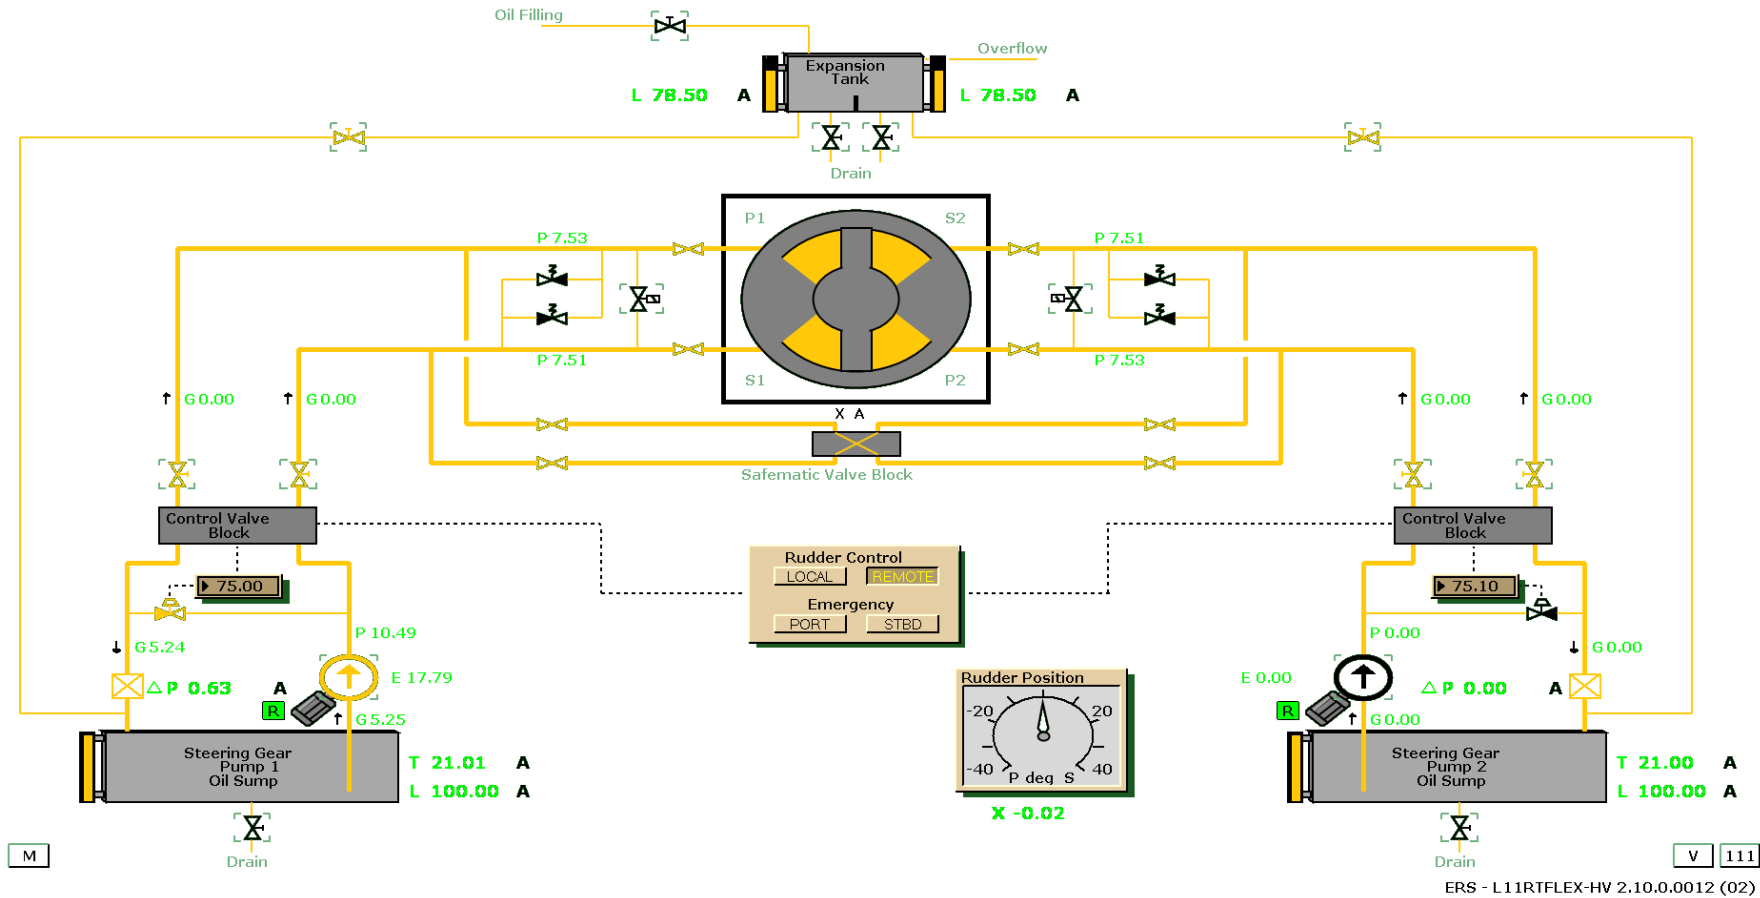 Oil Filling
Overflow
Expansion
Tank
L 78.50 A
L 78.50 A
Drain
P1
S2
P 7.53
P 7.51
P 7.51
P 7.53
S1
P2
G 0.00
G 0.00
G 0.00
G 0.00
X A
Safematic Valve Block
Control Valve
Block
Control Valve
Block
75.00
75.10
Rudder Control
LOCAL REMOTE
Emergency
PORT STBD
P 10.49
P 0.00
G 5.24
G 0.00
△ P 0.63 A
E 17.79
E 0.00
△ P 0.00 A
R
G 5.25
R
G 0.00
Rudder Position
-20 20
-40 40
P deg S
X -0.02
Steering Gear
Pump 1
Oil Sump
T 21.01 A
L 100.00 A
Steering Gear
Pump 2
Oil Sump
T 21.00 A
L 100.00 A
Drain
Drain
M
V 111
ERS - L11RTFLEX-HV 2.10.0.0012 (02)